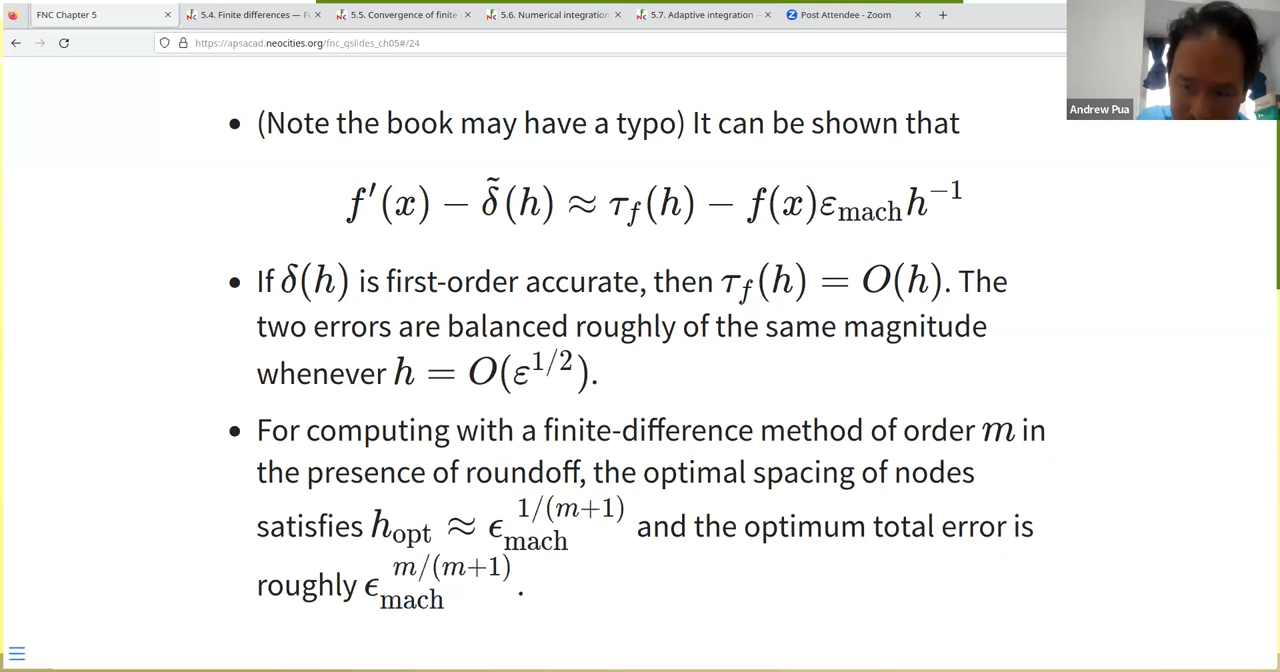 FNC Chapter 5
5.4. Finite differences — F
5.5. Convergence of finite
5.6. Numerical integration
5.7. Adaptive integration —
Post Attendee - Zoom
https://apsacad.neocities.org/fnc_qslides_ch05#/24
Andrew Pua
• (Note the book may have a typo) It can be shown that
f′(x) − δ̃(h) ≈ τ_f(h) − f(x)ε_mach h⁻¹
• If δ(h) is first-order accurate, then τ_f(h) = O(h). The
two errors are balanced roughly of the same magnitude
whenever h = O(ε^{1/2}).
• For computing with a finite-difference method of order m in
the presence of roundoff, the optimal spacing of nodes
satisfies h_opt ≈ ϵ_mach^{1/(m+1)} and the optimum total error is
roughly ϵ_mach^{m/(m+1)}.